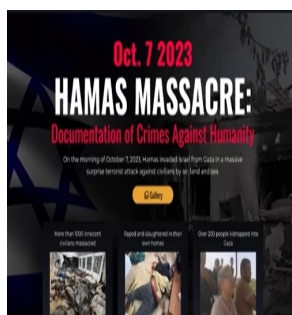 Oct. 7 2023
HAMAS MASSACRE:
Documentation of Crimes Against Humanity
On the morning of October 7, 2023, Hamas invaded Israel from Gaza in a massive
surprise terrorist attack against civilians by air, land and sea.
Gallery
More than 1000 innocent
civilians massacred
Raped and slaughtered in their
own homes
Over 200 people kidnapped into
Gaza